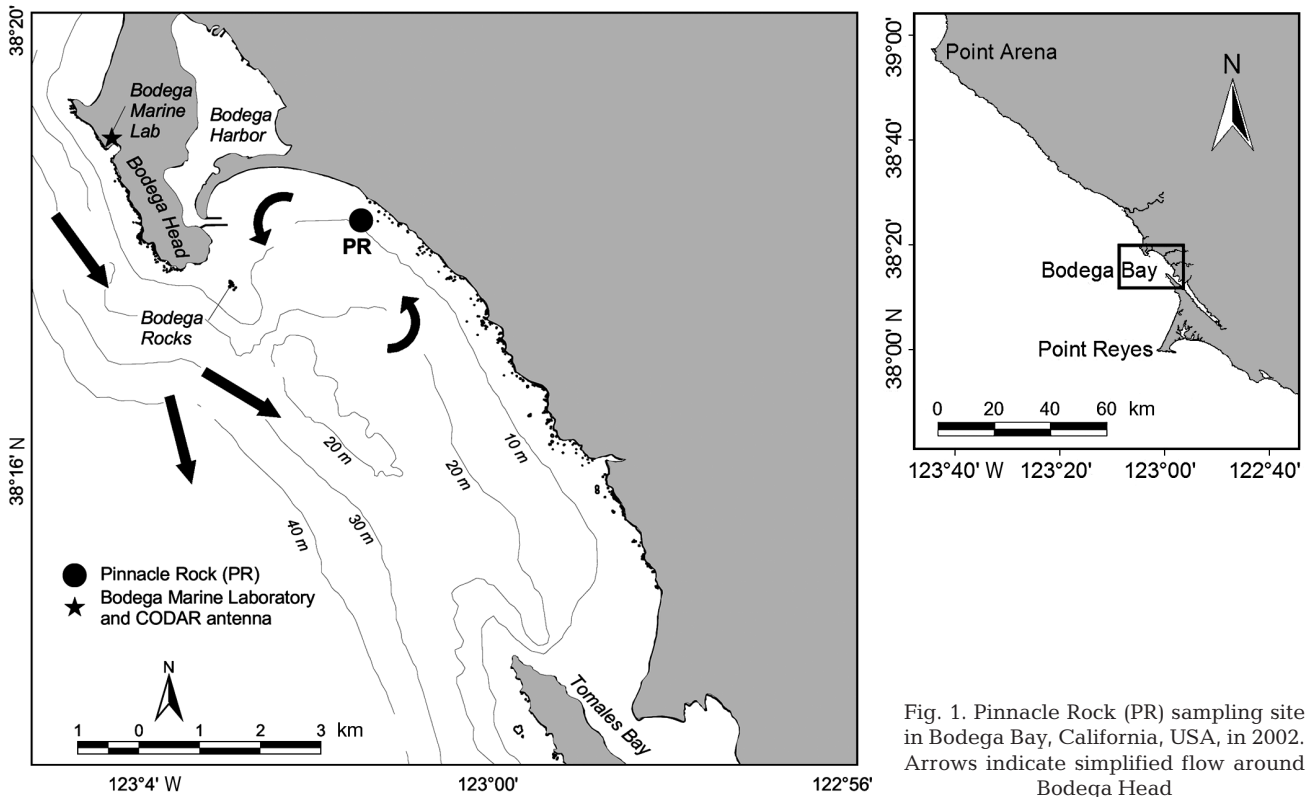 38°20'
Bodega
Marine
Lab
Bodega
Harbor
Bodega Head
PR
Bodega
Rocks
38°16' N
20 m
20 m
10 m
40 m
30 m
Pinnacle Rock (PR)
Bodega Marine Laboratory
and CODAR antenna
N
1 0 1 2 3 km
Tomales Bay
123°4' W 123°00' 122°56'
39°00'
Point Arena
N
38°40'
38°20'
Bodega Bay
38°00' N
Point Reyes
0 20 40 60 km
123°40' W 123°20' 123°00' 122°40'
Fig. 1. Pinnacle Rock (PR) sampling site
in Bodega Bay, California, USA, in 2002.
Arrows indicate simplified flow around
Bodega Head